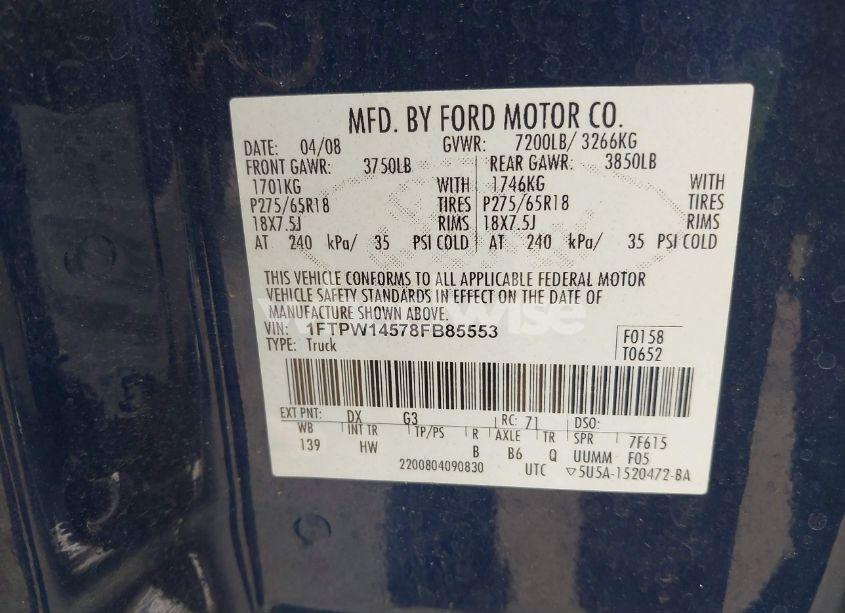 MFD. BY FORD MOTOR CO.
DATE: 04/08 GVWR: 7200LB/ 3266KG
FRONT GAWR: 3750LB REAR GAWR: 3850LB
1701KG WITH 1746KG WITH
P275/65R18 TIRES P275/65R18 TIRES
18X7.5J RIMS 18X7.5J RIMS
AT 240 kPa/ 35 PSI COLD AT 240 kPa/ 35 PSI COLD
THIS VEHICLE CONFORMS TO ALL APPLICABLE FEDERAL MOTOR
VEHICLE SAFETY STANDARDS IN EFFECT ON THE DATE OF
MANUFACTURE SHOWN ABOVE.
VIN: 1FTPW14578FB85553
TYPE: Truck
F0158
T0652
EXT PNT: DX G3 RC: 71 DSO:
WB INT TR TP/PS R AXLE TR SPR 7F615
139 HW B B6 Q UUMM F05
2200804090830 UTC ▽5U5A-1520472-BA